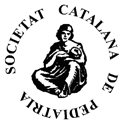 SOCIETAT CATALANA DE PEDIATRIA